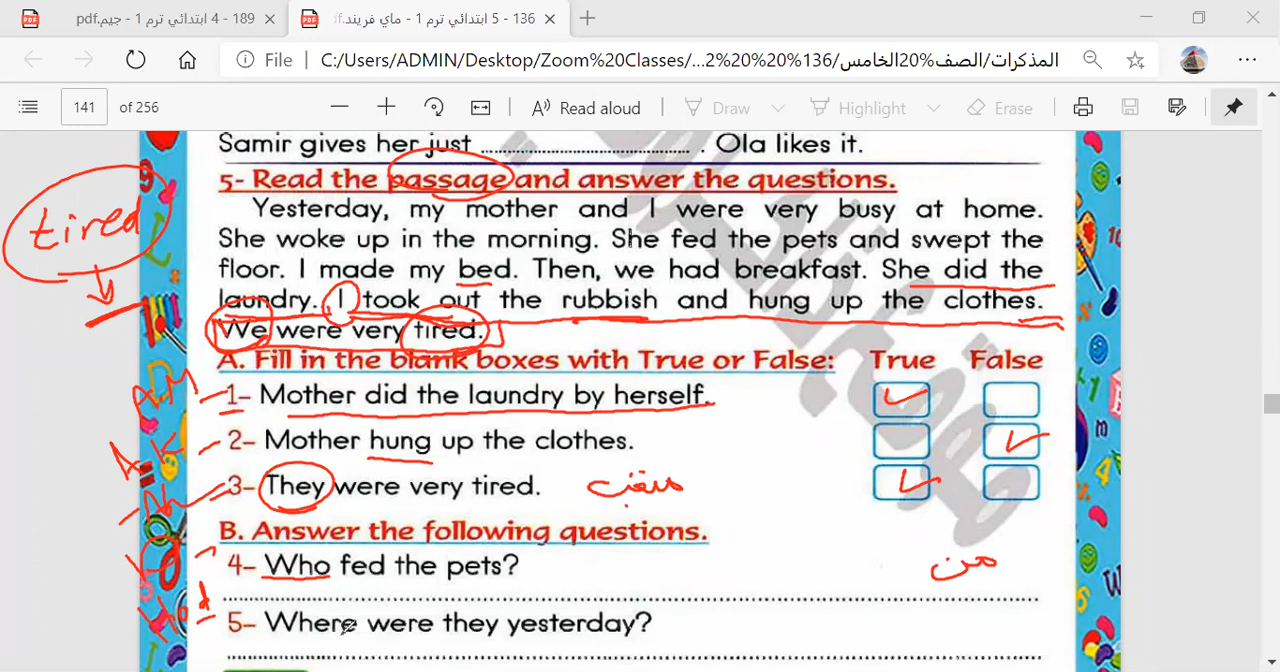 189 - 4 ابتدائي ترم 1 - جيم.pdf
136 - 5 ابتدائي ترم 1 - ماي فريند
File
C:/Users/ADMIN/Desktop/Zoom%20Classes/المذكرات/الصف%20الخامس/136%20%20%2...
141 of 256
Read aloud
Draw
Highlight
Erase
Samir gives her just .................................... . Ola likes it.
5- Read the passage and answer the questions.
Yesterday, my mother and I were very busy at home.
She woke up in the morning. She fed the pets and swept the
floor. I made my bed. Then, we had breakfast. She did the
laundry. I took out the rubbish and hung up the clothes.
We were very tired.
tired
A. Fill in the blank boxes with True or False: True False
1- Mother did the laundry by herself.
2- Mother hung up the clothes.
3- They were very tired.
B. Answer the following questions.
4- Who fed the pets? من
5- Where were they yesterday?